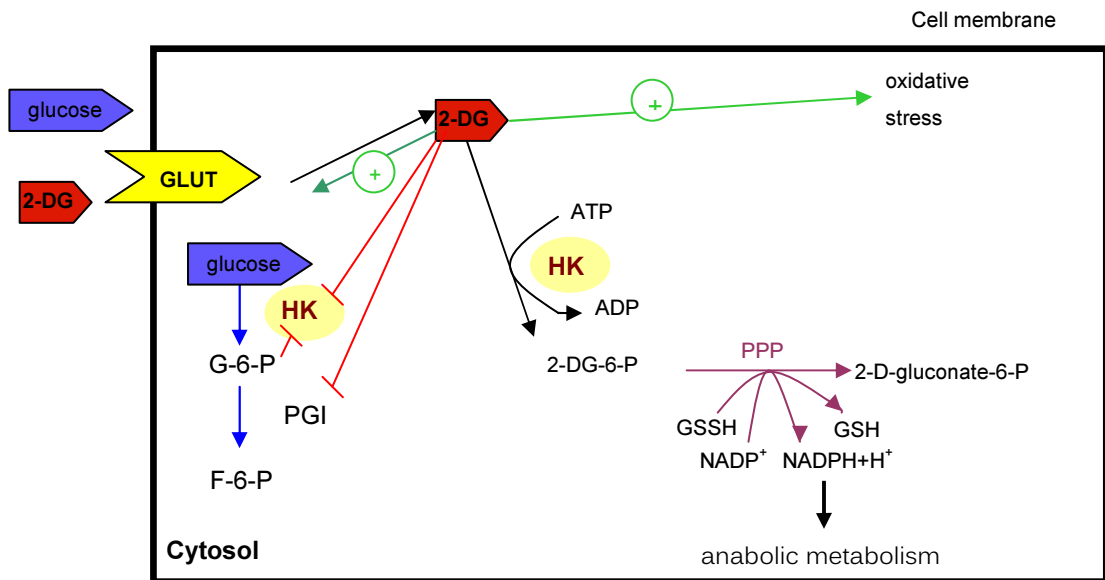 Cell membrane
glucose
2-DG
GLUT
2-DG
+
+
oxidative
stress
glucose
HK
G-6-P
PGI
F-6-P
ATP
HK
ADP
2-DG-6-P
PPP
2-D-gluconate-6-P
GSSH
GSH
NADP⁺
NADPH+H⁺
anabolic metabolism
Cytosol